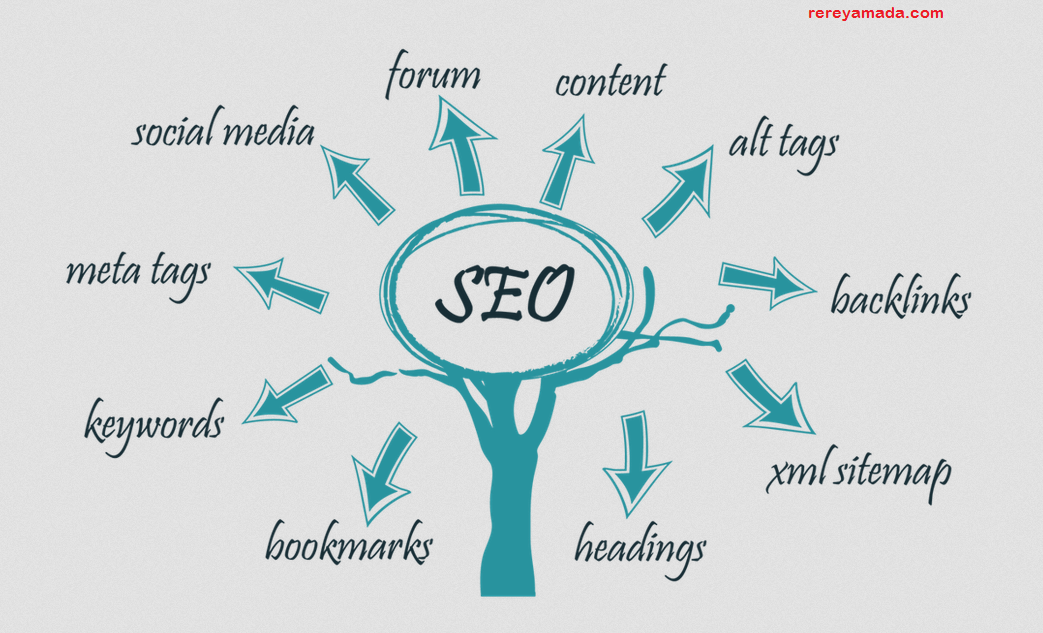 rereyamada.com
forum
content
social media
alt tags
meta tags
SEO
backlinks
keywords
xml sitemap
bookmarks
headings